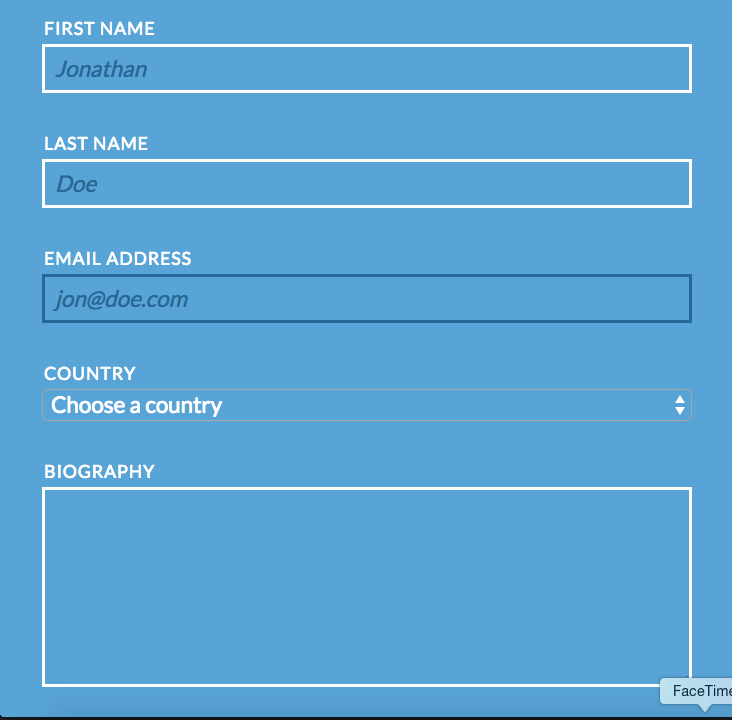 FIRST NAME
Jonathan
LAST NAME
Doe
EMAIL ADDRESS
jon@doe.com
COUNTRY
Choose a country
BIOGRAPHY
FaceTime